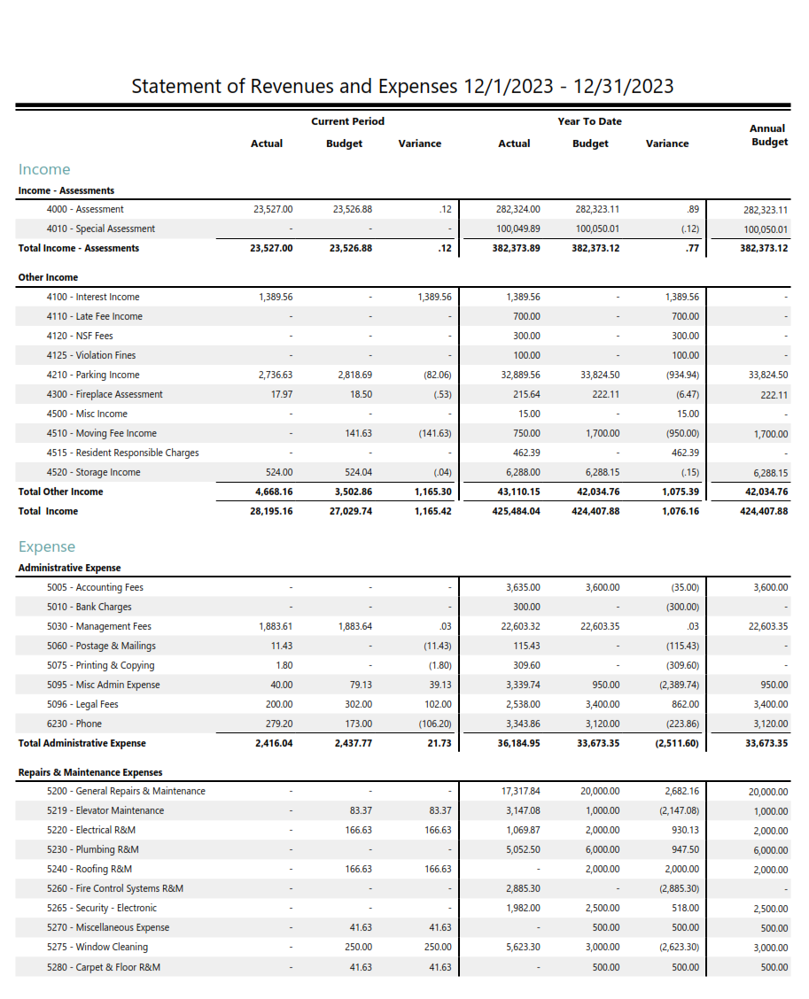 Statement of Revenues and Expenses 12/1/2023 - 12/31/2023
Current Period Year To Date Annual
Actual Budget Variance Actual Budget Variance Budget
Income
Income - Assessments
4000 - Assessment 23,527.00 23,526.88 .12 282,324.00 282,323.11 .89 282,323.11
4010 - Special Assessment - - - 100,049.89 100,050.01 (.12) 100,050.01
Total Income - Assessments 23,527.00 23,526.88 .12 382,373.89 382,373.12 .77 382,373.12
Other Income
4100 - Interest Income 1,389.56 - 1,389.56 1,389.56 - 1,389.56 -
4110 - Late Fee Income - - - 700.00 - 700.00 -
4120 - NSF Fees - - - 300.00 - 300.00 -
4125 - Violation Fines - - - 100.00 - 100.00 -
4210 - Parking Income 2,736.63 2,818.69 (82.06) 32,889.56 33,824.50 (934.94) 33,824.50
4300 - Fireplace Assessment 17.97 18.50 (.53) 215.64 222.11 (6.47) 222.11
4500 - Misc Income - - - 15.00 - 15.00 -
4510 - Moving Fee Income - 141.63 (141.63) 750.00 1,700.00 (950.00) 1,700.00
4515 - Resident Responsible Charges - - - 462.39 - 462.39 -
4520 - Storage Income 524.00 524.04 (.04) 6,288.00 6,288.15 (.15) 6,288.15
Total Other Income 4,668.16 3,502.86 1,165.30 43,110.15 42,034.76 1,075.39 42,034.76
Total Income 28,195.16 27,029.74 1,165.42 425,484.04 424,407.88 1,076.16 424,407.88
Expense
Administrative Expense
5005 - Accounting Fees - - - 3,635.00 3,600.00 (35.00) 3,600.00
5010 - Bank Charges - - - 300.00 - (300.00) -
5030 - Management Fees 1,883.61 1,883.64 .03 22,603.32 22,603.35 .03 22,603.35
5060 - Postage & Mailings 11.43 - (11.43) 115.43 - (115.43) -
5075 - Printing & Copying 1.80 - (1.80) 309.60 - (309.60) -
5095 - Misc Admin Expense 40.00 79.13 39.13 3,339.74 950.00 (2,389.74) 950.00
5096 - Legal Fees 200.00 302.00 102.00 2,538.00 3,400.00 862.00 3,400.00
6230 - Phone 279.20 173.00 (106.20) 3,343.86 3,120.00 (223.86) 3,120.00
Total Administrative Expense 2,416.04 2,437.77 21.73 36,184.95 33,673.35 (2,511.60) 33,673.35
Repairs & Maintenance Expenses
5200 - General Repairs & Maintenance - - - 17,317.84 20,000.00 2,682.16 20,000.00
5219 - Elevator Maintenance - 83.37 83.37 3,147.08 1,000.00 (2,147.08) 1,000.00
5220 - Electrical R&M - 166.63 166.63 1,069.87 2,000.00 930.13 2,000.00
5230 - Plumbing R&M - - - 5,052.50 6,000.00 947.50 6,000.00
5240 - Roofing R&M - 166.63 166.63 - 2,000.00 2,000.00 2,000.00
5260 - Fire Control Systems R&M - - - 2,885.30 - (2,885.30) -
5265 - Security - Electronic - - - 1,982.00 2,500.00 518.00 2,500.00
5270 - Miscellaneous Expense - 41.63 41.63 - 500.00 500.00 500.00
5275 - Window Cleaning - 250.00 250.00 5,623.30 3,000.00 (2,623.30) 3,000.00
5280 - Carpet & Floor R&M - 41.63 41.63 - 500.00 500.00 500.00